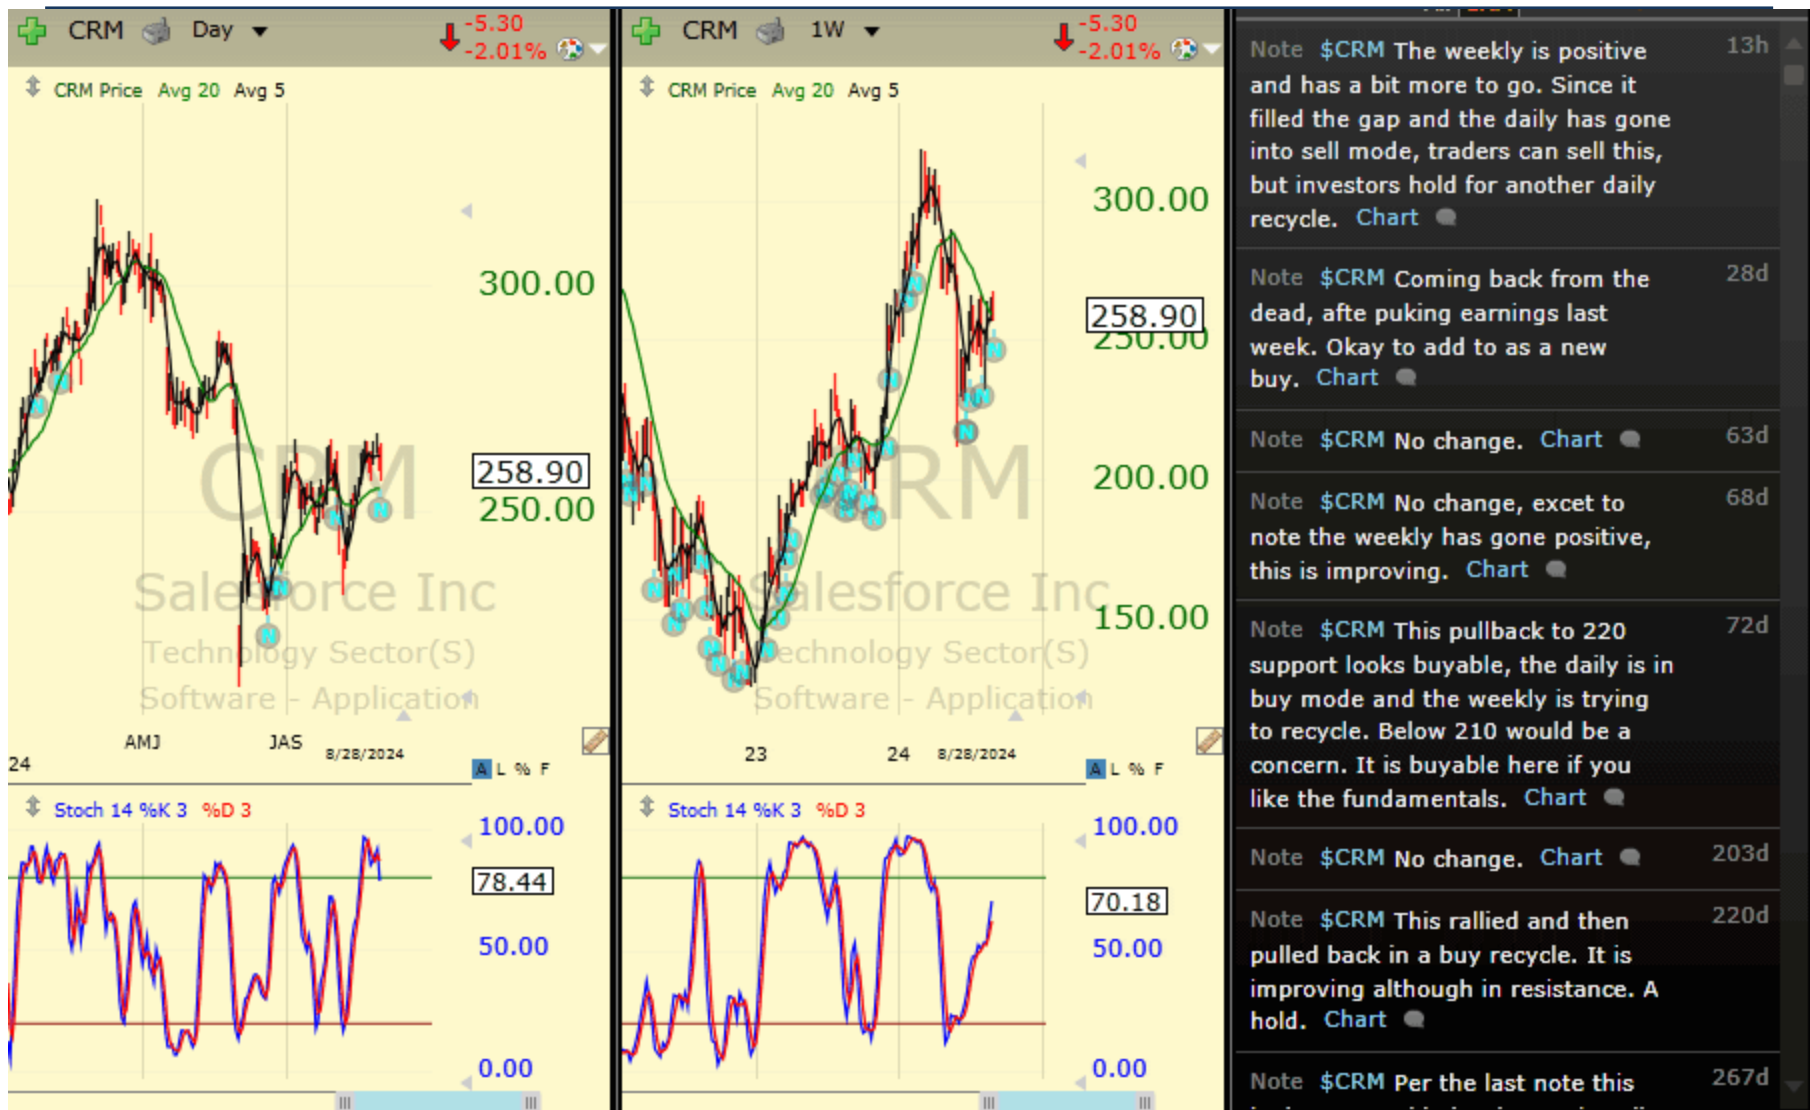 CRM Day -5.30
-2.01%
CRM Price Avg 20 Avg 5
300.00
258.90
250.00
CRM
Salesforce Inc
Technology Sector(S)
Software - Application
24 AMJ JAS 8/28/2024
A L % F
Stoch 14 %K 3 %D 3
100.00
78.44
50.00
0.00
CRM 1W -5.30
-2.01%
CRM Price Avg 20 Avg 5
300.00
258.90
250.00
200.00
150.00
CRM
Salesforce Inc
Technology Sector(S)
Software - Application
23 24 8/28/2024
A L % F
Stoch 14 %K 3 %D 3
100.00
70.18
50.00
0.00
Note $CRM The weekly is positive 13h
and has a bit more to go. Since it
filled the gap and the daily has gone
into sell mode, traders can sell this,
but investors hold for another daily
recycle. Chart
Note $CRM Coming back from the 28d
dead, afte puking earnings last
week. Okay to add to as a new
buy. Chart
Note $CRM No change. Chart 63d
Note $CRM No change, excet to 68d
note the weekly has gone positive,
this is improving. Chart
Note $CRM This pullback to 220 72d
support looks buyable, the daily is in
buy mode and the weekly is trying
to recycle. Below 210 would be a
concern. It is buyable here if you
like the fundamentals. Chart
Note $CRM No change. Chart 203d
Note $CRM This rallied and then 220d
pulled back in a buy recycle. It is
improving although in resistance. A
hold. Chart
Note $CRM Per the last note this 267d